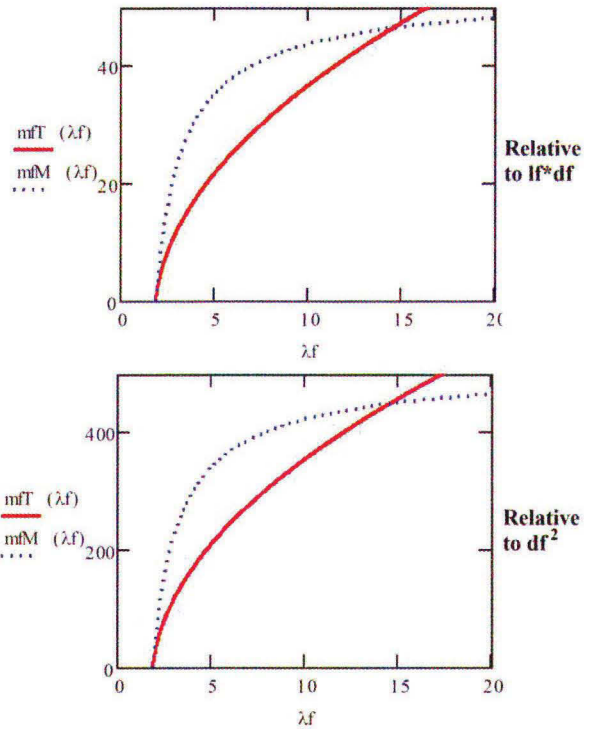 40
20
0
mfT (λf)
mfM (λf)
Relative
to lf*df
0 5 10 15 20
λf
400
200
0
mfT (λf)
mfM (λf)
Relative
to df²
0 5 10 15 20
λf